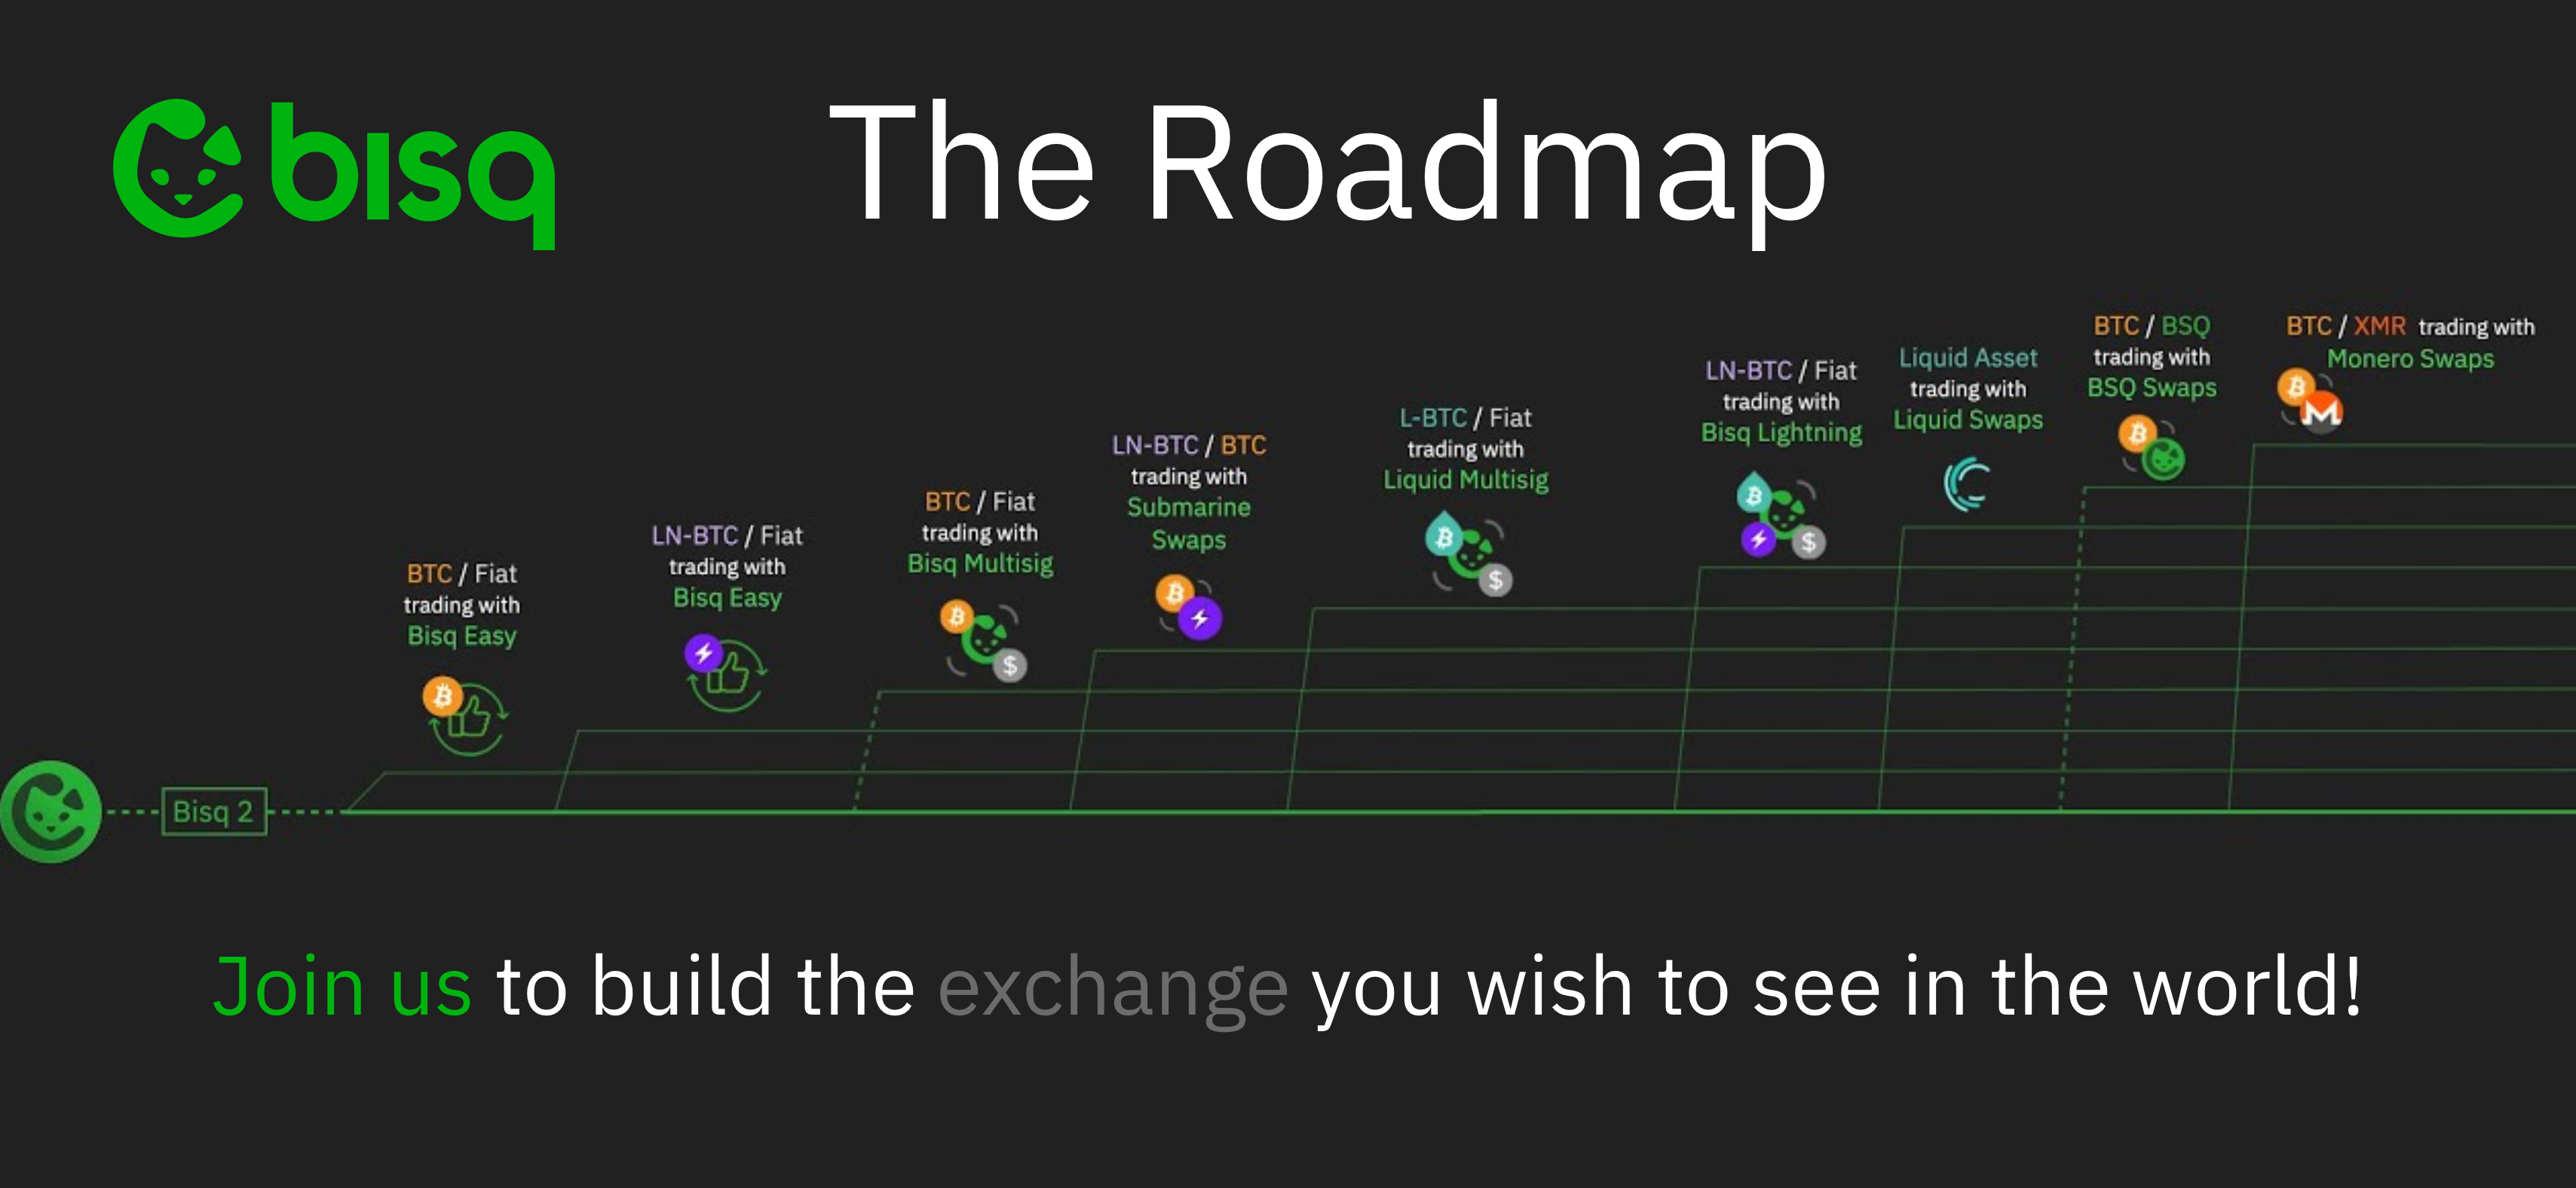 bisq
The Roadmap
BTC / Fiat
trading with
Bisq Easy
LN-BTC / Fiat
trading with
Bisq Easy
BTC / Fiat
trading with
Bisq Multisig
LN-BTC / BTC
trading with
Submarine
Swaps
L-BTC / Fiat
trading with
Liquid Multisig
LN-BTC / Fiat
trading with
Bisq Lightning
Liquid Asset
trading with
Liquid Swaps
BTC / BSQ
trading with
BSQ Swaps
BTC / XMR trading with
Monero Swaps
Bisq 2
Join us to build the exchange you wish to see in the world!